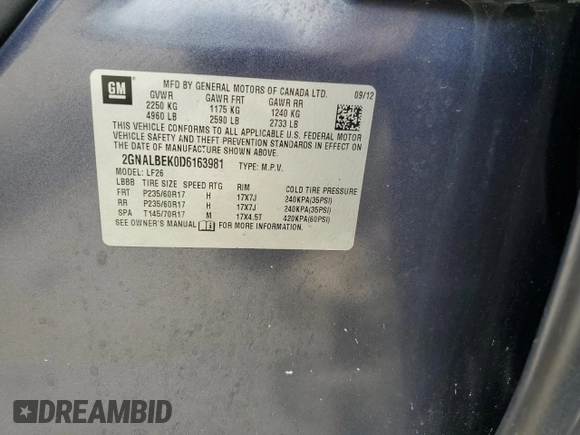 GM
MFD BY GENERAL MOTORS OF CANADA LTD.
GVWR GAWR FRT GAWR RR 09/12
2250 KG 1175 KG 1240 KG
4960 LB 2590 LB 2733 LB
THIS VEHICLE CONFORMS TO ALL APPLICABLE U.S. FEDERAL MOTOR
VEHICLE SAFETY AND THEFT PREVENTION STANDARDS IN EFFECT ON
THE DATE OF MANUFACTURE SHOWN ABOVE.
2GNALBEK0D6163981 TYPE: M.P.V.
MODEL: LF26
LBBB TIRE SIZE SPEED RTG RIM COLD TIRE PRESSURE
FRT P235/60R17 H 17X7J 240KPA(35PSI)
RR P235/60R17 H 17X7J 240KPA(35PSI)
SPA T145/70R17 M 17X4.5T 420KPA(60PSI)
SEE OWNER'S MANUAL FOR MORE INFORMATION.
DREAMBID